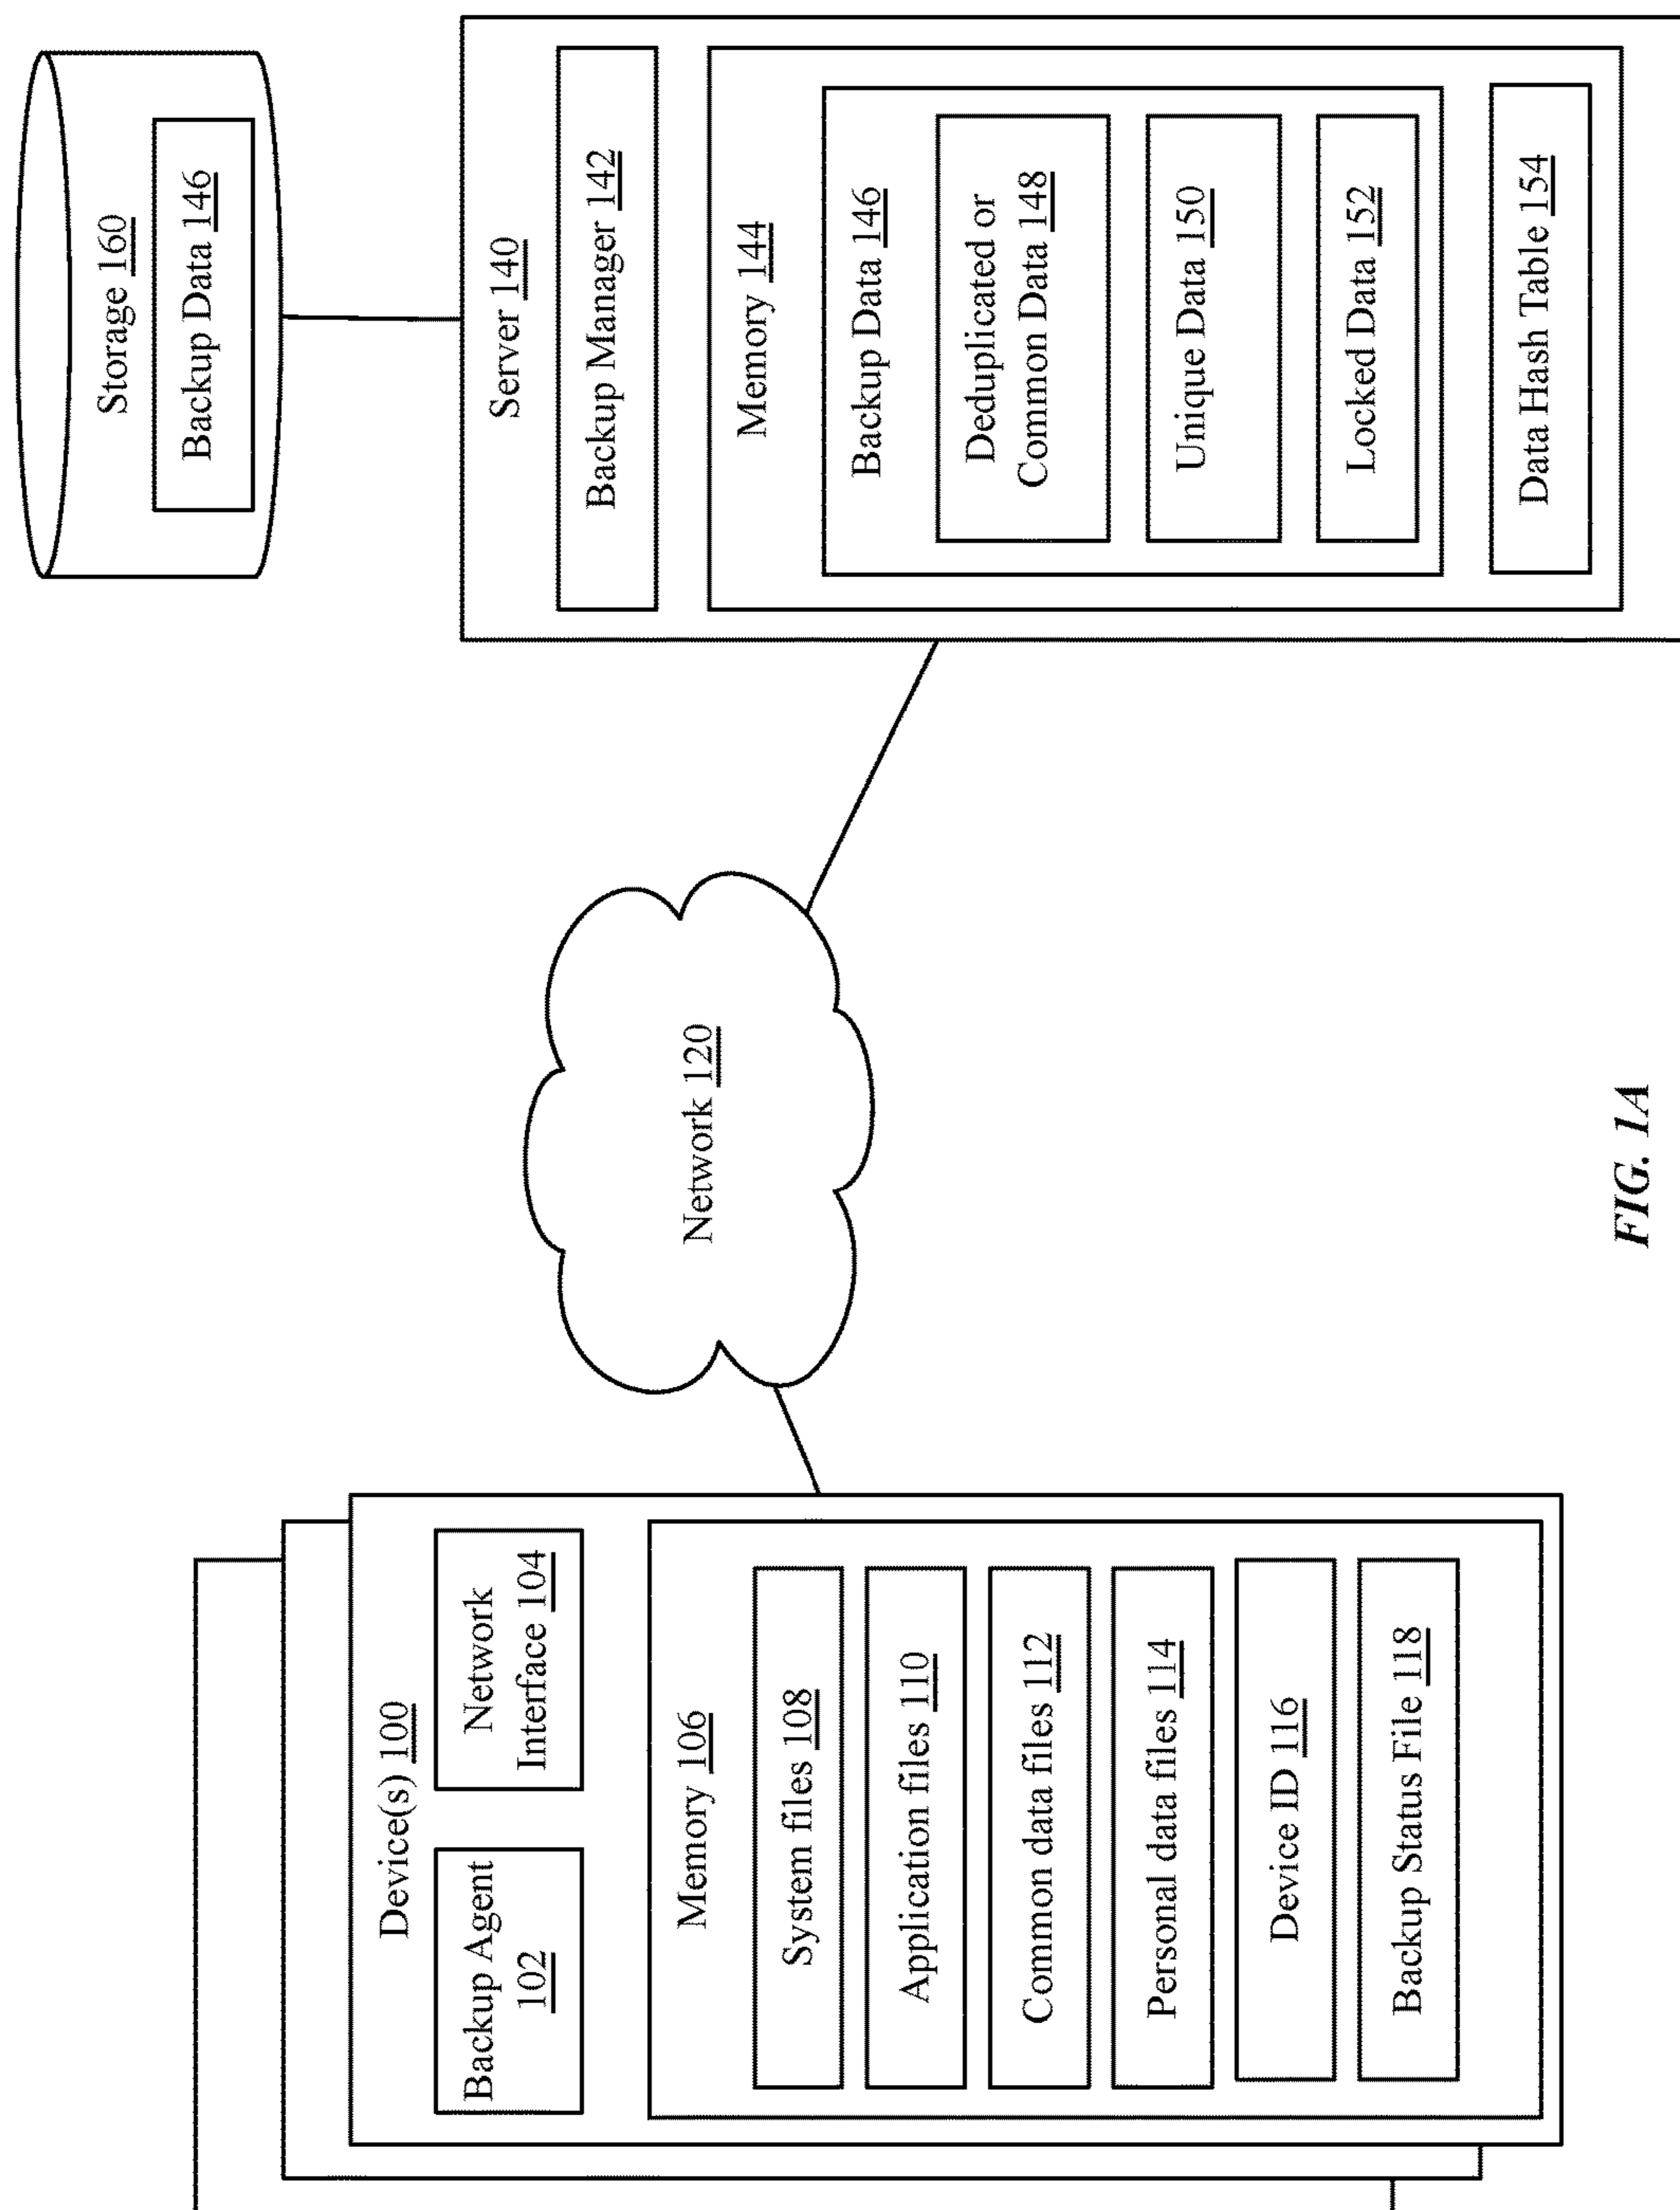 Device(s) 100
Backup Agent
102
Network
Interface 104
Memory 106
System files 108
Application files 110
Common data files 112
Personal data files 114
Device ID 116
Backup Status File 118
Network 120
Storage 160
Backup Data 146
Server 140
Backup Manager 142
Memory 144
Backup Data 146
Deduplicated or
Common Data 148
Unique Data 150
Locked Data 152
Data Hash Table 154
FIG. 1A